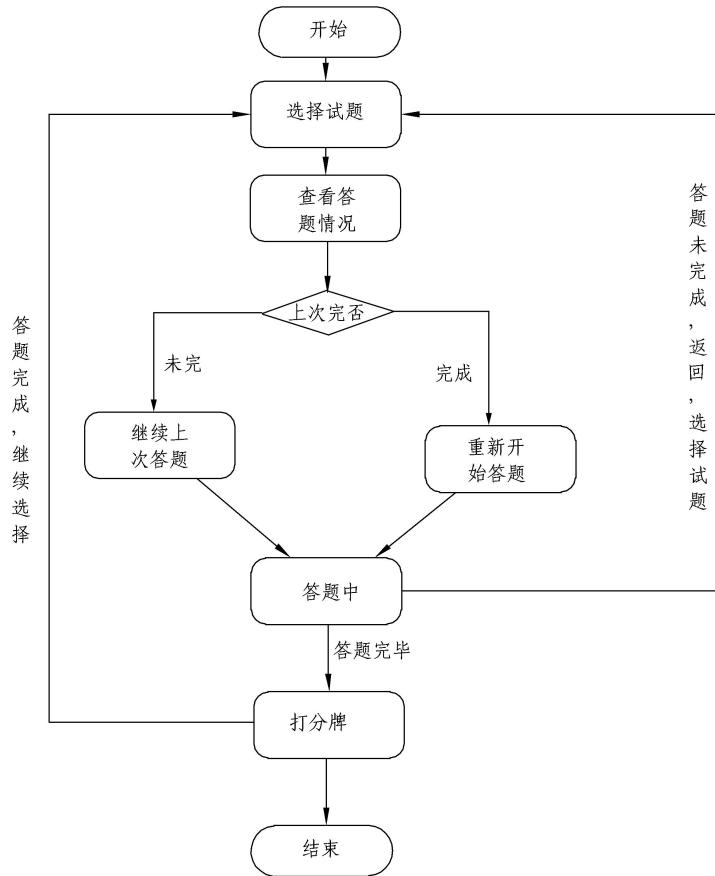 开始
选择试题
查看答
题情况
上次完否
未完
完成
继续上
次答题
重新开
始答题
答题中
答题完毕
打分牌
结束
答题完成，继续选择
答题未完成，返回，选择试题